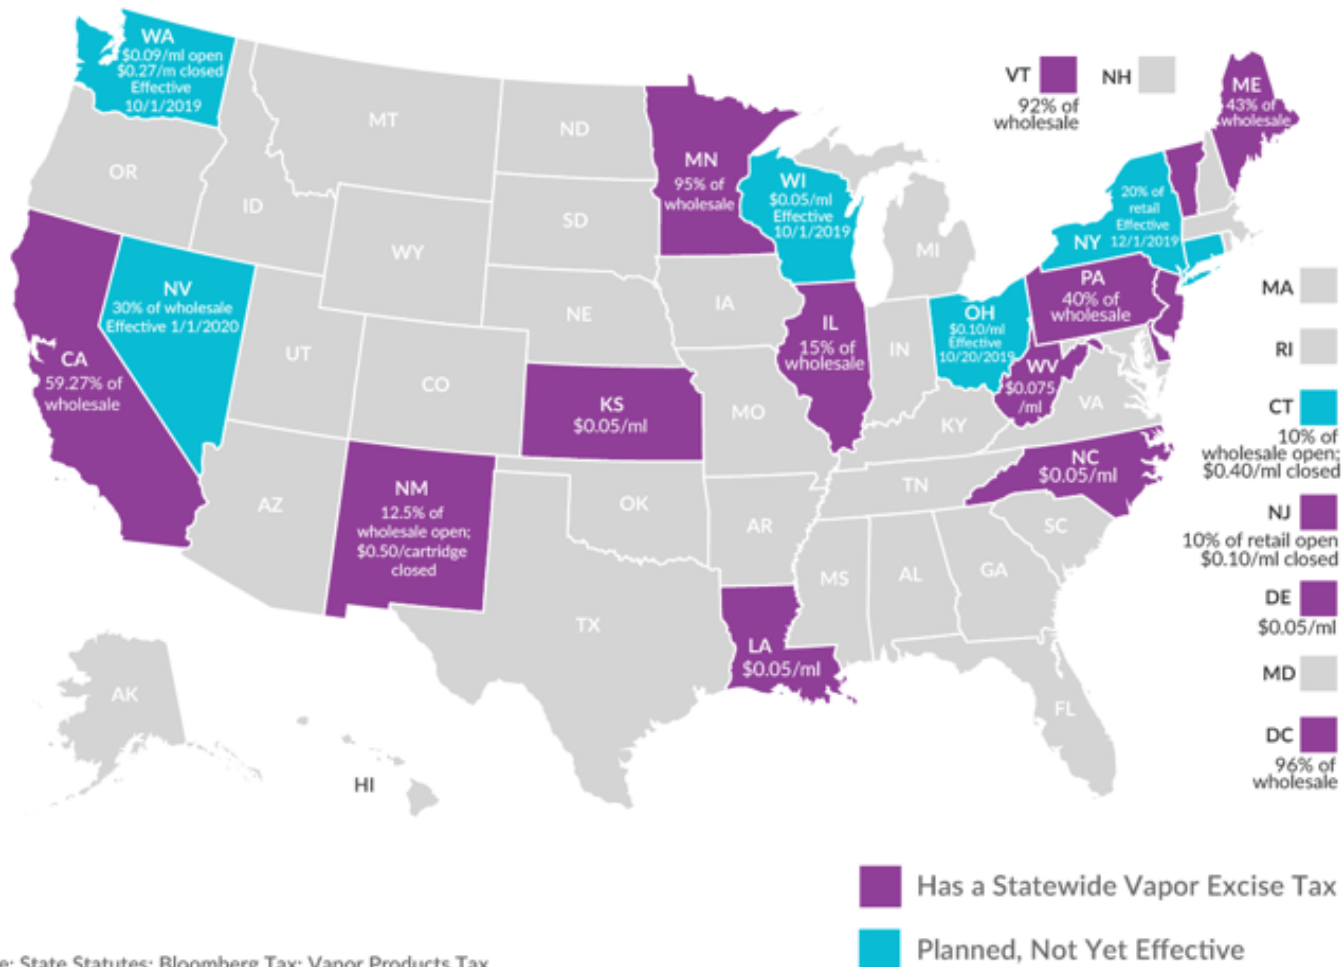 WA
$0.09/ml open
$0.27/m closed
Effective
10/1/2019
MT
ND
MN
95% of
wholesale
WI
$0.05/ml
Effective
10/1/2019
VT
92% of
wholesale
NH
ME
43% of
wholesale
OR
ID
WY
SD
MI
20% of
retail
Effective
NY 12/1/2019
NV
30% of wholesale
Effective 1/1/2020
NE
IA
PA
40% of
wholesale
MA
CA
59.27% of
wholesale
UT
CO
KS
$0.05/ml
MO
IL
15% of
wholesale
IN
OH
$0.10/ml
Effective
10/20/2019
WV
$0.075
/ml
VA
RI
KY
CT
10% of
wholesale open;
$0.40/ml closed
AZ
NM
12.5% of
wholesale open;
$0.50/cartridge
closed
OK
AR
TN
NC
$0.05/ml
SC
NJ
10% of retail open
$0.10/ml closed
TX
LA
$0.05/ml
MS
AL
GA
DE
$0.05/ml
AK
HI
FL
MD
DC
96% of
wholesale
Has a Statewide Vapor Excise Tax
Planned, Not Yet Effective
State Statutes; Bloomberg Tax; Vapor Products Tax